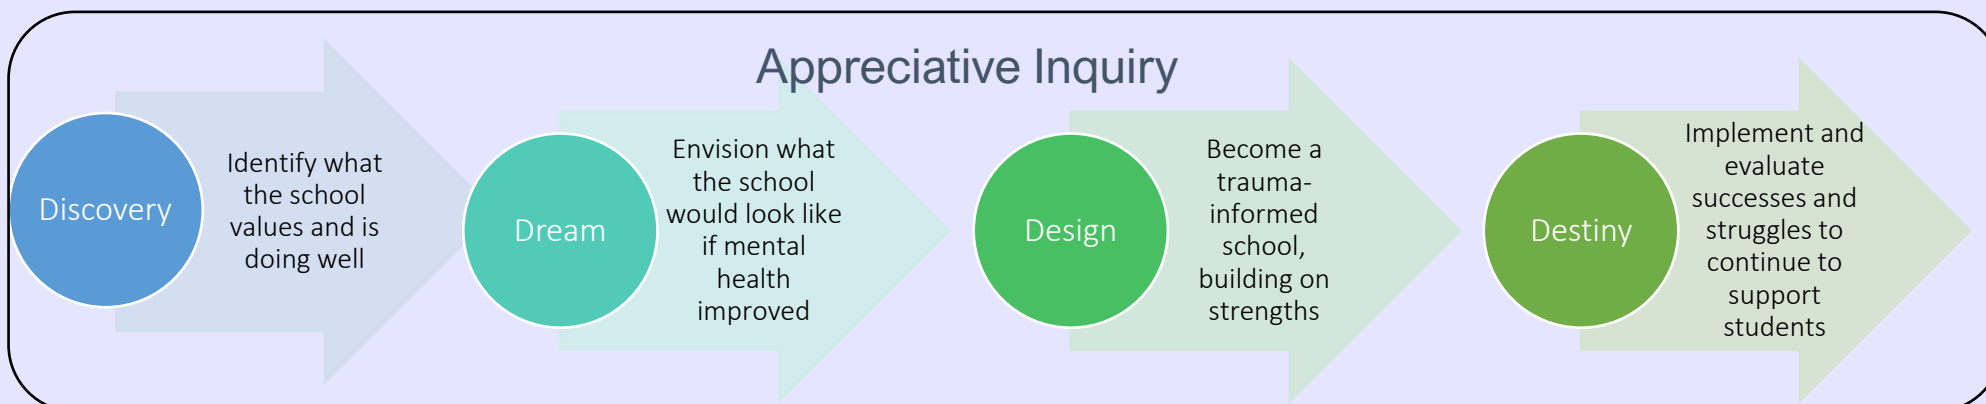 Appreciative Inquiry
Discovery
Identify what
the school
values and is
doing well
Dream
Envision what
the school
would look like
if mental
health
improved
Design
Become a
trauma-
informed
school,
building on
strengths
Destiny
Implement and
evaluate
successes and
struggles to
continue to
support
students